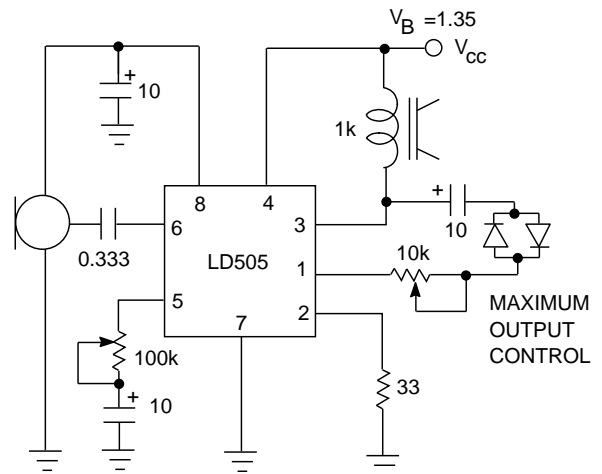 V_B =1.35
V_cc
+
10
1k
8
4
+
10
6
3
0.333
LD505
1
10k
5
2
MAXIMUM
OUTPUT
CONTROL
7
100k
33
+
10